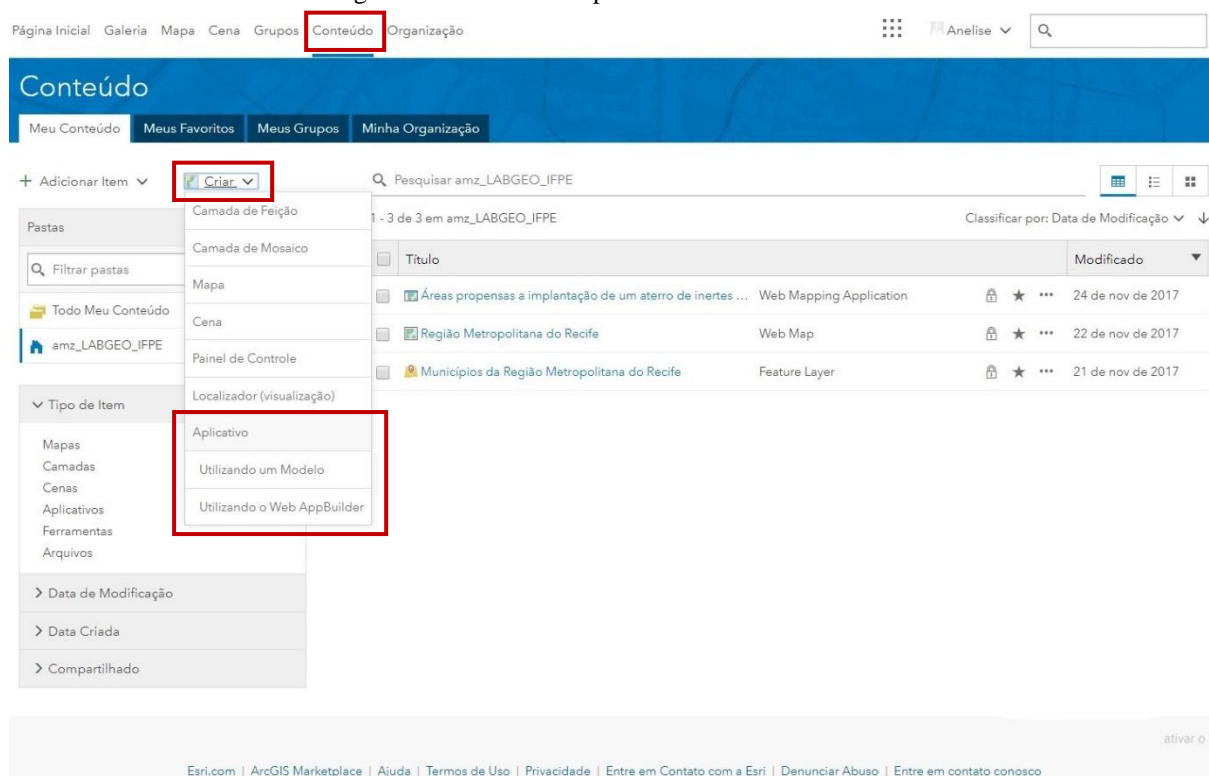 Página Inicial Galeria Mapa Cena Grupos Conteúdo Organização Anelise
Conteúdo
Meu Conteúdo Meus Favoritos Meus Grupos Minha Organização
+ Adicionar Item Criar Pesquisar amz_LABGEO_IFPE
Camada de Feição
Camada de Mosaico
Mapa
Cena
Painel de Controle
Localizador (visualização)
Aplicativo
Utilizando um Modelo
Utilizando o Web AppBuilder
Pastas
Filtrar pastas
Todo Meu Conteúdo
amz_LABGEO_IFPE
Tipo de Item
Mapas
Camadas
Cenas
Aplicativos
Ferramentas
Arquivos
Data de Modificação
Data Criada
Compartilhado
1 - 3 de 3 em amz_LABGEO_IFPE Classificar por: Data de Modificação
Título Modificado
Áreas propensas a implantação de um aterro de inertes ... Web Mapping Application 24 de nov de 2017
Região Metropolitana do Recife Web Map 22 de nov de 2017
Municípios da Região Metropolitana do Recife Feature Layer 21 de nov de 2017
ativar o
Esri.com | ArcGIS Marketplace | Ajuda | Termos de Uso | Privacidade | Entre em Contato com a Esri | Denunciar Abuso | Entre em contato conosco